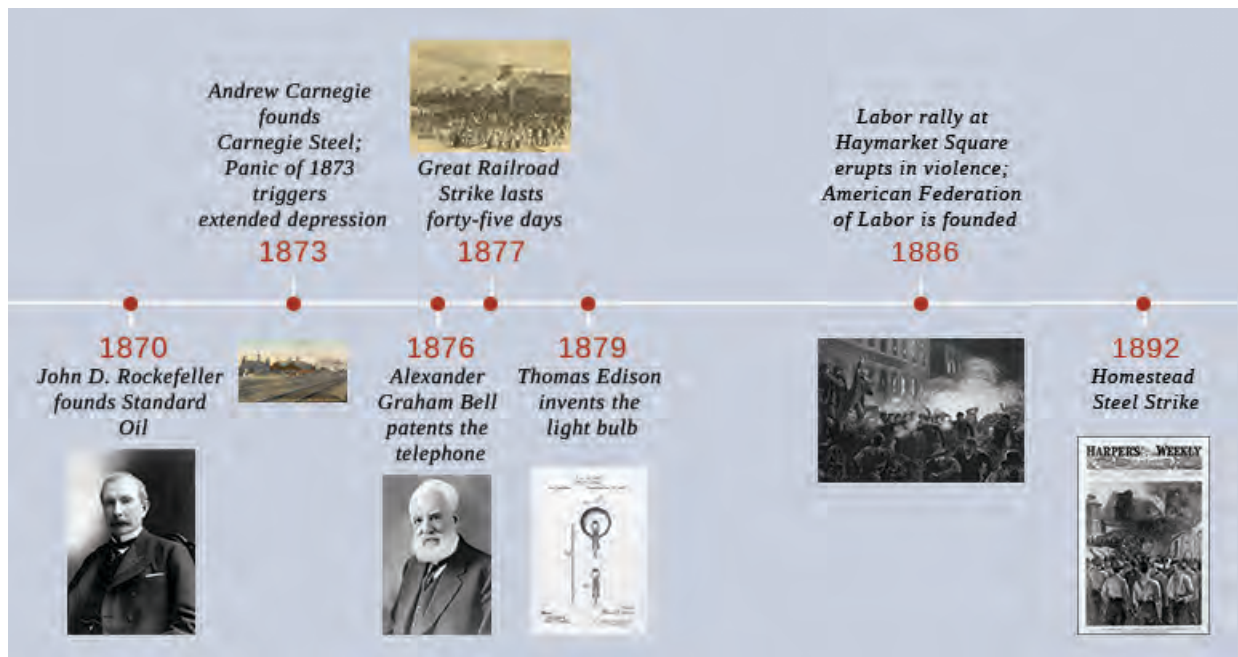 Andrew Carnegie
founds
Carnegie Steel;
Panic of 1873
triggers
extended depression
1873
Great Railroad
Strike lasts
forty-five days
1877
Labor rally at
Haymarket Square
erupts in violence;
American Federation
of Labor is founded
1886
1870
John D. Rockefeller
founds Standard
Oil
1876
Alexander
Graham Bell
patents the
telephone
1879
Thomas Edison
invents the
light bulb
1892
Homestead
Steel Strike
HARPER'S WEEKLY